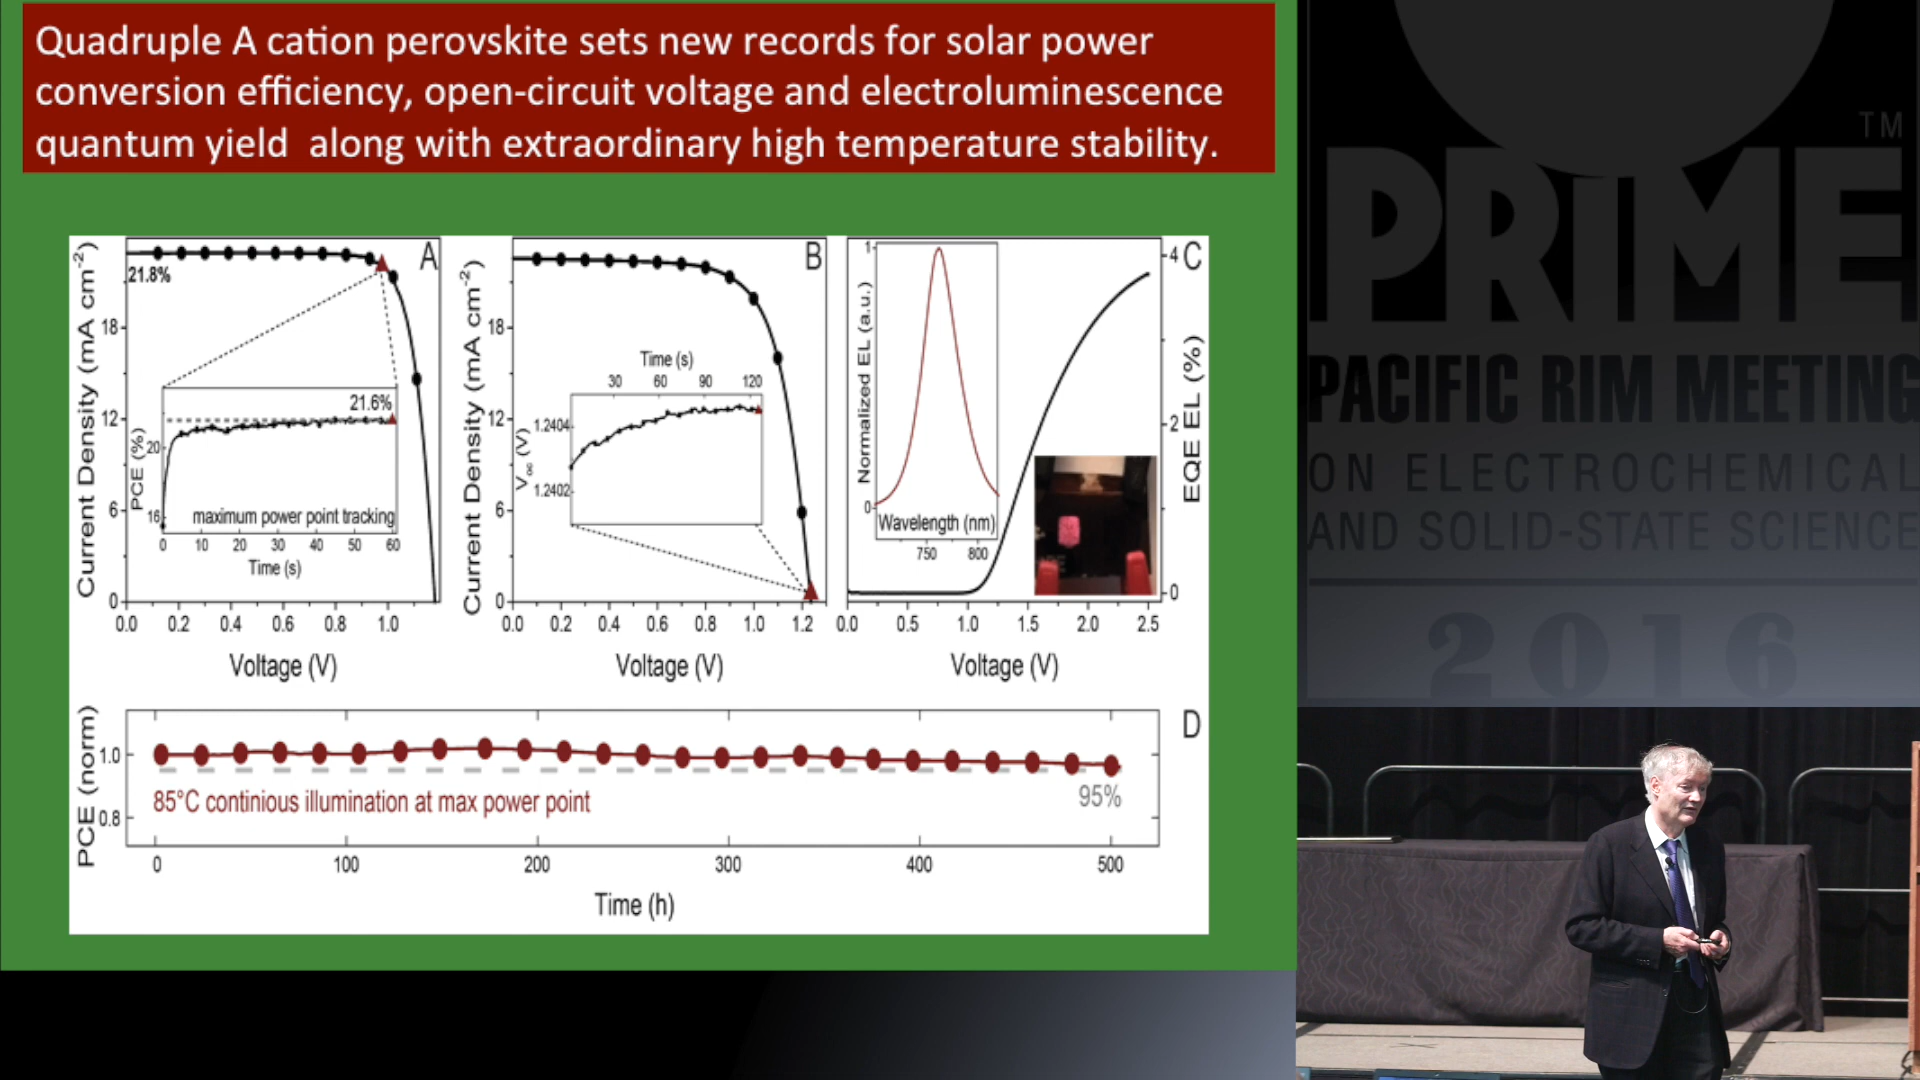 Quadruple A cation perovskite sets new records for solar power
conversion efficiency, open-circuit voltage and electroluminescence
quantum yield along with extraordinary high temperature stability.
A
Current Density (mA cm-2)
18
12
6
0
21.8%
21.6%
PCE (%)
20
16
maximum power point tracking
0 10 20 30 40 50 60
Time (s)
0.0 0.2 0.4 0.6 0.8 1.0
Voltage (V)
B
Current Density (mA cm-2)
18
12
6
0
Time (s)
30 60 90 120
Voc (V)
1.2404
1.2402
0.0 0.2 0.4 0.6 0.8 1.0 1.2
Voltage (V)
C
Normalized EL (a.u.)
1
0
Wavelength (nm)
750 800
EQE EL (%)
4
2
0
0.0 0.5 1.0 1.5 2.0 2.5
Voltage (V)
D
PCE (norm)
1.0
0.8
85°C continious illumination at max power point
95%
0 100 200 300 400 500
Time (h)
TM
PRiME
PACIFIC RIM MEETING
ON ELECTROCHEMICAL
AND SOLID-STATE SCIENCE
2016